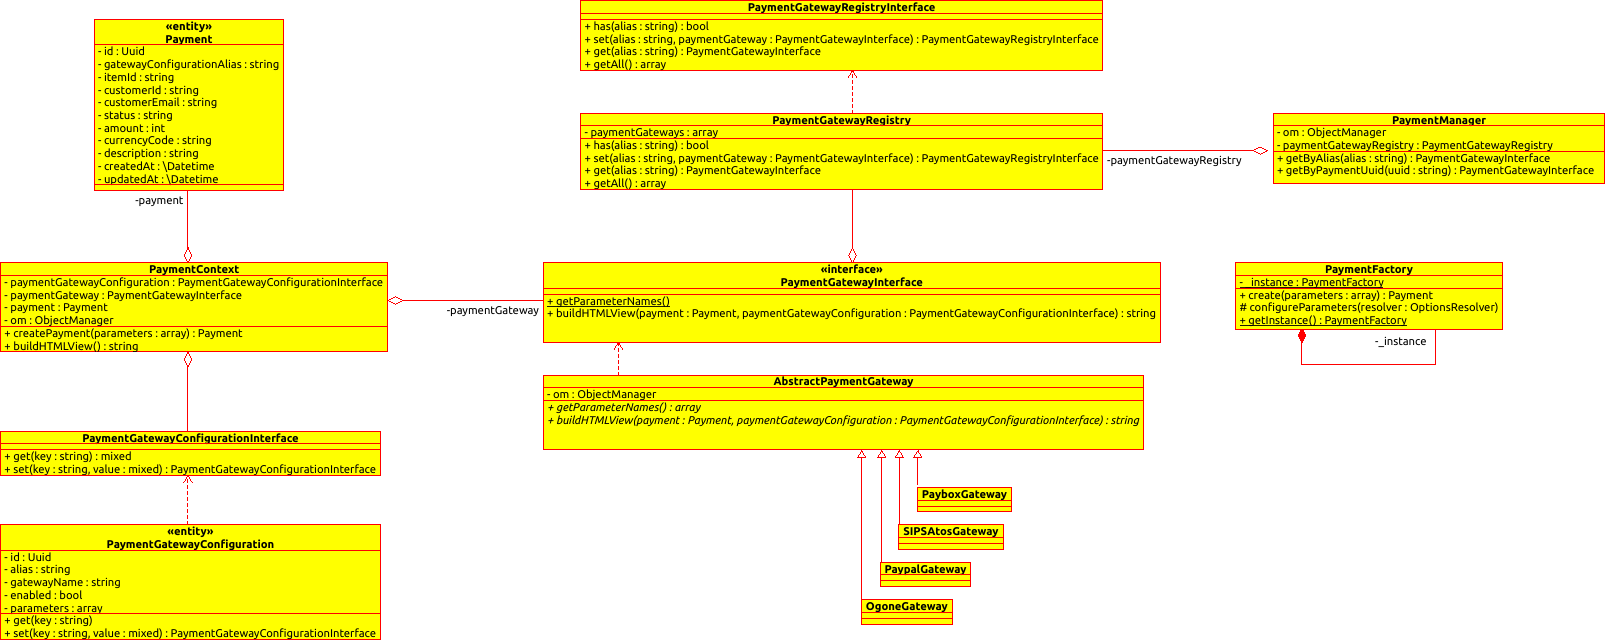 «entity»
Payment
- id : Uuid
- gatewayConfigurationAlias : string
- itemId : string
- customerId : string
- customerEmail : string
- status : string
- amount : int
- currencyCode : string
- description : string
- createdAt : \Datetime
- updatedAt : \Datetime
-payment
PaymentGatewayRegistryInterface
+ has(alias : string) : bool
+ set(alias : string, paymentGateway : PaymentGatewayInterface) : PaymentGatewayRegistryInterface
+ get(alias : string) : PaymentGatewayInterface
+ getAll() : array
PaymentGatewayRegistry
- paymentGateways : array
+ has(alias : string) : bool
+ set(alias : string, paymentGateway : PaymentGatewayInterface) : PaymentGatewayRegistryInterface
+ get(alias : string) : PaymentGatewayInterface
+ getAll() : array
-paymentGatewayRegistry
PaymentManager
- om : ObjectManager
- paymentGatewayRegistry : PaymentGatewayRegistry
+ getByAlias(alias : string) : PaymentGatewayInterface
+ getByPaymentUuid(uuid : string) : PaymentGatewayInterface
PaymentContext
- paymentGatewayConfiguration : PaymentGatewayConfigurationInterface
- paymentGateway : PaymentGatewayInterface
- payment : Payment
- om : ObjectManager
+ createPayment(parameters : array) : Payment
+ buildHTMLView() : string
-paymentGateway
«interface»
PaymentGatewayInterface
+ getParameterNames()
+ buildHTMLView(payment : Payment, paymentGatewayConfiguration : PaymentGatewayConfigurationInterface) : string
PaymentFactory
- _instance : PaymentFactory
+ create(parameters : array) : Payment
# configureParameters(resolver : OptionsResolver)
+ getInstance() : PaymentFactory
-_instance
AbstractPaymentGateway
- om : ObjectManager
+ getParameterNames() : array
+ buildHTMLView(payment : Payment, paymentGatewayConfiguration : PaymentGatewayConfigurationInterface) : string
PaymentGatewayConfigurationInterface
+ get(key : string) : mixed
+ set(key : string, value : mixed) : PaymentGatewayConfigurationInterface
«entity»
PaymentGatewayConfiguration
- id : Uuid
- alias : string
- gatewayName : string
- enabled : bool
- parameters : array
+ get(key : string)
+ set(key : string, value : mixed) : PaymentGatewayConfigurationInterface
PayboxGateway
SIPSAtosGateway
PaypalGateway
OgoneGateway